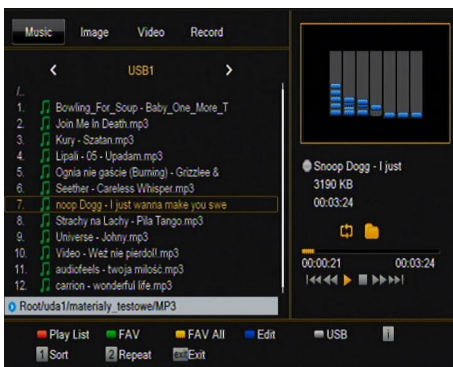 Music Image Video Record
USB1
/..
1. Bowling_For_Soup - Baby_One_More_T
2. Join Me In Death.mp3
3. Kury - Szatan.mp3
4. Lipali - 05 - Upadam.mp3
5. Ognia nie gaście (Burning) - Grizzlee &
6. Seether - Careless Whisper.mp3
7. noop Dogg - I just wanna make you swe
8. Strachy na Lachy - Pila Tango.mp3
9. Universe - Johny.mp3
10. Video - Weź nie pierdol!.mp3
11. audiofeels - twoja miłość.mp3
12. carrion - wonderful life.mp3
Root/uda1/materialy_testowe/MP3
Snoop Dogg - I just
3190 KB
00:03:24
00:00:21 00:03:24
Play List FAV FAV All Edit USB i
1 Sort 2 Repeat exit Exit